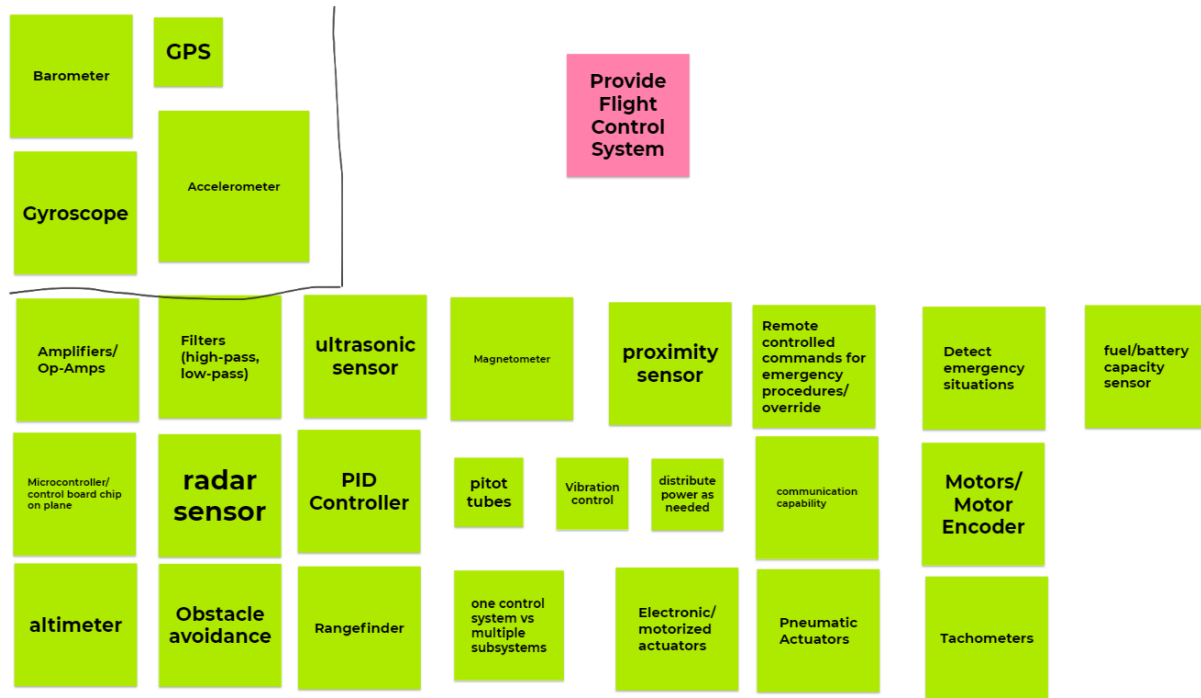 Barometer
GPS
Provide
Flight
Control
System
Gyroscope
Accelerometer
Amplifiers/
Op-Amps
Filters
(high-pass,
low-pass)
ultrasonic
sensor
Magnetometer
proximity
sensor
Remote
controlled
commands for
emergency
procedures/
override
Detect
emergency
situations
fuel/battery
capacity
sensor
Microcontroller/
control board chip
on plane
radar
sensor
PID
Controller
pitot
tubes
Vibration
control
distribute
power as
needed
communication
capability
Motors/
Motor
Encoder
altimeter
Obstacle
avoidance
Rangefinder
one control
system vs
multiple
subsystems
Electronic/
motorized
actuators
Pneumatic
Actuators
Tachometers